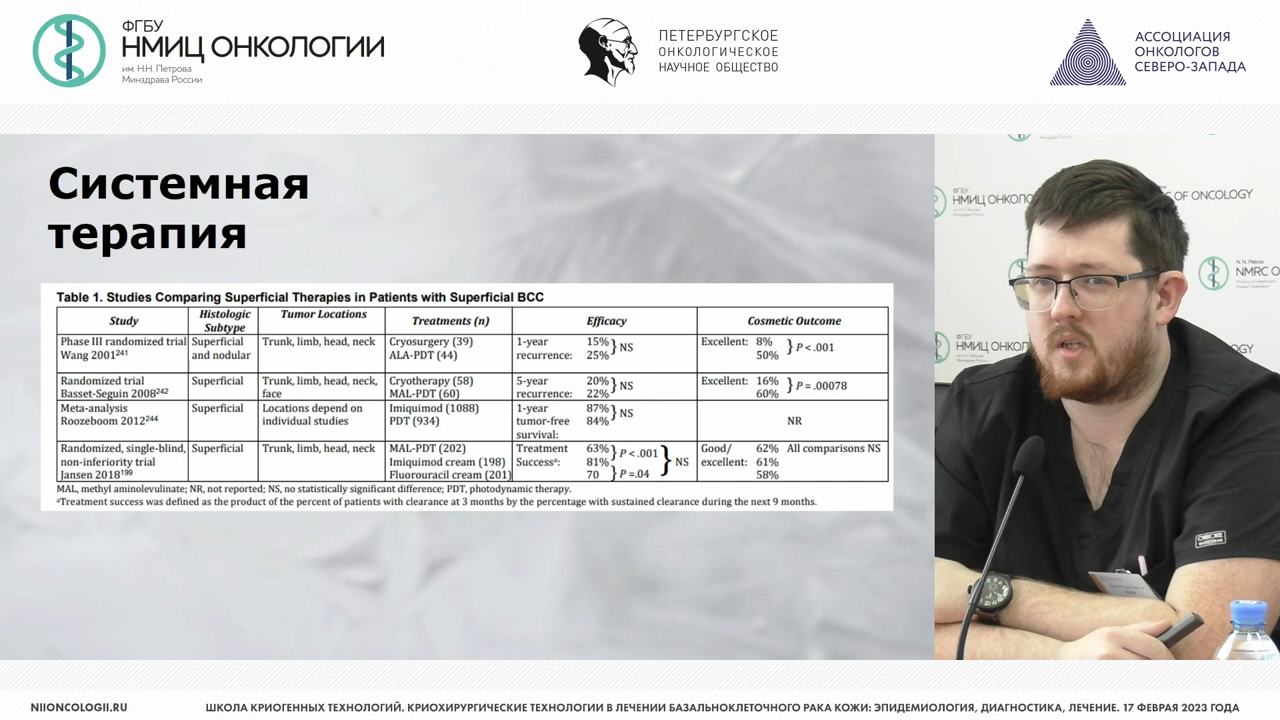 ФГБУ
НМИЦ ОНКОЛОГИИ
им. Н.Н. Петрова
Минздрава России
ПЕТЕРБУРГСКОЕ
ОНКОЛОГИЧЕСКОЕ
НАУЧНОЕ ОБЩЕСТВО
АССОЦИАЦИЯ
ОНКОЛОГОВ
СЕВЕРО-ЗАПАДА
Системная
терапия
Table 1. Studies Comparing Superficial Therapies in Patients with Superficial BCC
Study Histologic Subtype Tumor Locations Treatments (n) Efficacy Cosmetic Outcome
Phase III randomized trial Superficial Trunk, limb, head, neck Cryosurgery (39) 1-year 15% } NS Excellent: 8% } P < .001
Wang 2001241 and nodular ALA-PDT (44) recurrence: 25% 50%
Randomized trial Superficial Trunk, limb, head, neck, Cryotherapy (58) 5-year 20% } NS Excellent: 16% } P = .00078
Basset-Seguin 2008242 face MAL-PDT (60) recurrence: 22% 60%
Meta-analysis Superficial Locations depend on Imiquimod (1088) 1-year 87% } NS NR
Roozeboom 2012244 individual studies PDT (934) tumor-free 84%
survival:
Randomized, single-blind, Superficial Trunk, limb, head, neck MAL-PDT (202) Treatment 63% } P < .001 } NS Good/ 62% All comparisons NS
non-inferiority trial Imiquimod cream (198) Successa: 81% excellent: 61%
Jansen 2018199 Fluorouracil cream (201) 70 } P =.04 58%
MAL, methyl aminolevulinate; NR, not reported; NS, no statistically significant difference; PDT, photodynamic therapy.
aTreatment success was defined as the product of the percent of patients with clearance at 3 months by the percentage with sustained clearance during the next 9 months.
ФГБУ
НМИЦ ОНКО
RC OF ONCOLOGY
N.N. Petrov
NMRC O
ФГБУ
НМИЦ ОНКО
NIIONCOLOGII.RU
ШКОЛА КРИОГЕННЫХ ТЕХНОЛОГИЙ. КРИОХИРУРГИЧЕСКИЕ ТЕХНОЛОГИИ В ЛЕЧЕНИИ БАЗАЛЬНОКЛЕТОЧНОГО РАКА КОЖИ: ЭПИДЕМИОЛОГИЯ, ДИАГНОСТИКА, ЛЕЧЕНИЕ. 17 ФЕВРАЯ 2023 ГОДА